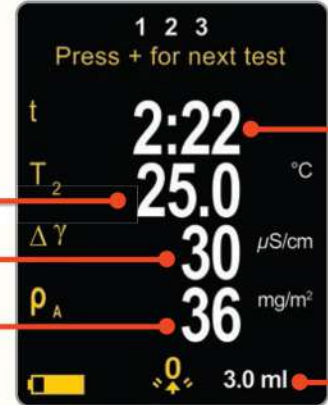 1 2 3
Press + for next test
t 2:22
T₂ 25.0 °C
Δγ 30 µS/cm
ρA 36 mg/m²
0 3.0 ml